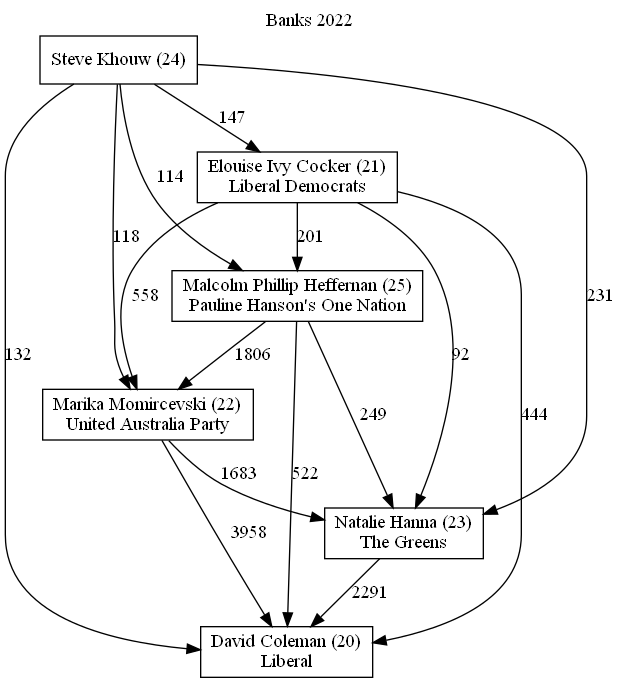 Banks 2022
Steve Khouw (24)
147
Elouise Ivy Cocker (21)
Liberal Democrats
114
118
201
Malcolm Phillip Heffernan (25)
Pauline Hanson's One Nation
558
231
132
1806
92
Marika Momircevski (22)
United Australia Party
249
444
1683
522
Natalie Hanna (23)
The Greens
3958
2291
David Coleman (20)
Liberal